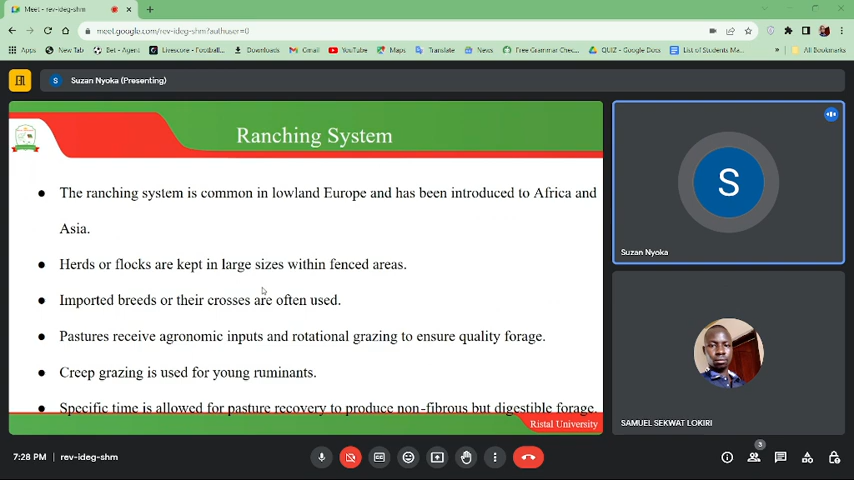 Meet - rev-ideg-shm
meet.google.com/rev-ideg-shm?authuser=0
Apps New Tab Bet - Agent Livescore - Football... Downloads Gmail YouTube Maps Translate News Free Grammar Chec... QUIZ - Google Docs List of Students Ma... » All Bookmarks
S Suzan Nyoka (Presenting)
Ranching System
● The ranching system is common in lowland Europe and has been introduced to Africa and
Asia.
● Herds or flocks are kept in large sizes within fenced areas.
● Imported breeds or their crosses are often used.
● Pastures receive agronomic inputs and rotational grazing to ensure quality forage.
● Creep grazing is used for young ruminants.
● Specific time is allowed for pasture recovery to produce non-fibrous but digestible forage.
Ristal University
S
Suzan Nyoka
SAMUEL SEKWAT LOKIRI
7:28 PM | rev-ideg-shm
3